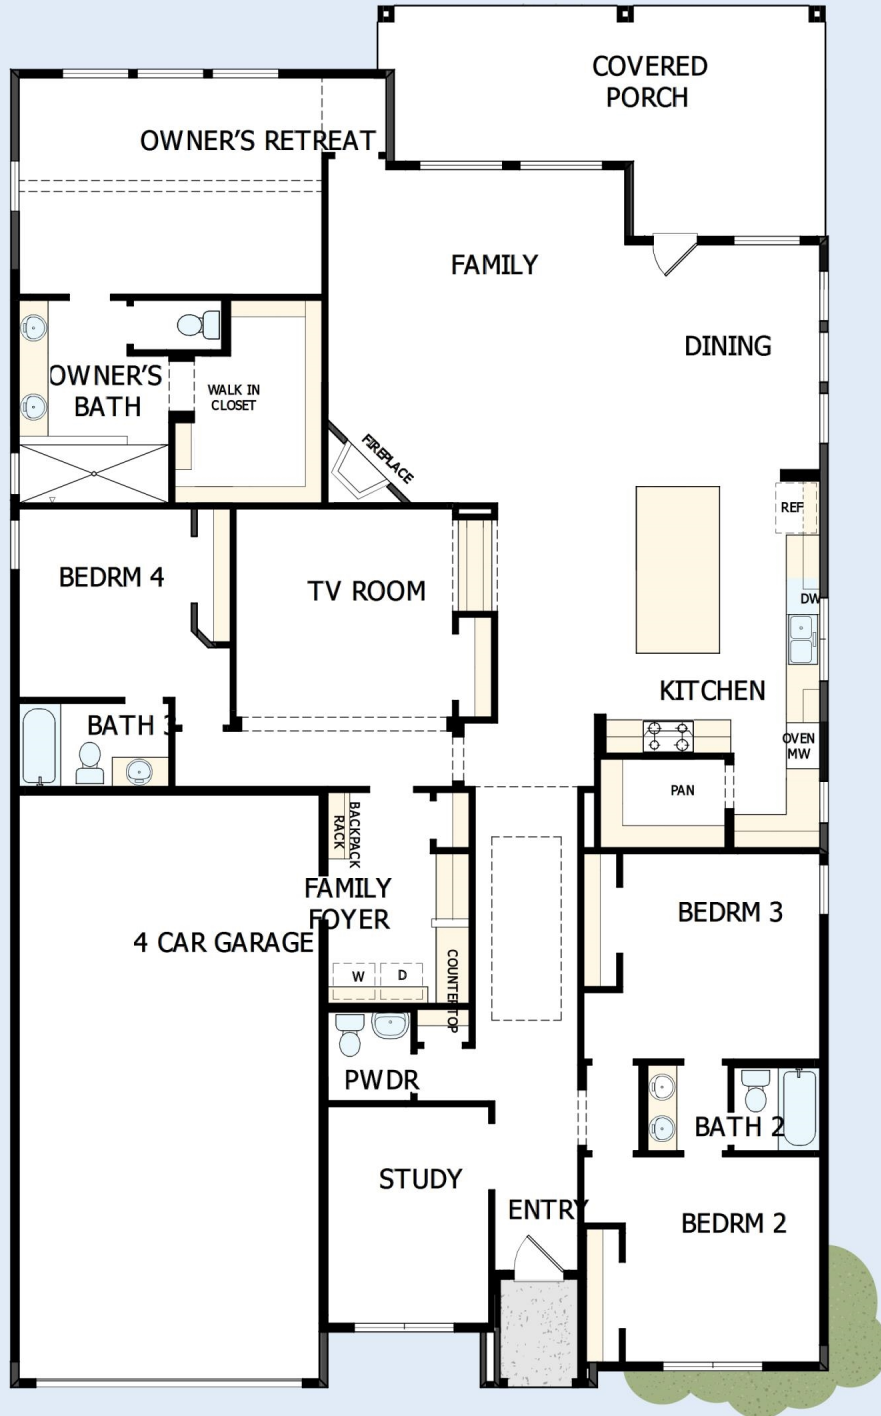 COVERED
PORCH
OWNER'S RETREAT
FAMILY
DINING
OWNER'S
BATH
WALK IN
CLOSET
FIREPLACE
REF
BEDRM 4
TV ROOM
DW
KITCHEN
BATH 3
OVEN
MW
PAN
BACKPACK
RACK
FAMILY
FOYER
BEDRM 3
4 CAR GARAGE
W
D
COUNTERTOP
PWDR
BATH 2
STUDY
ENTRY
BEDRM 2